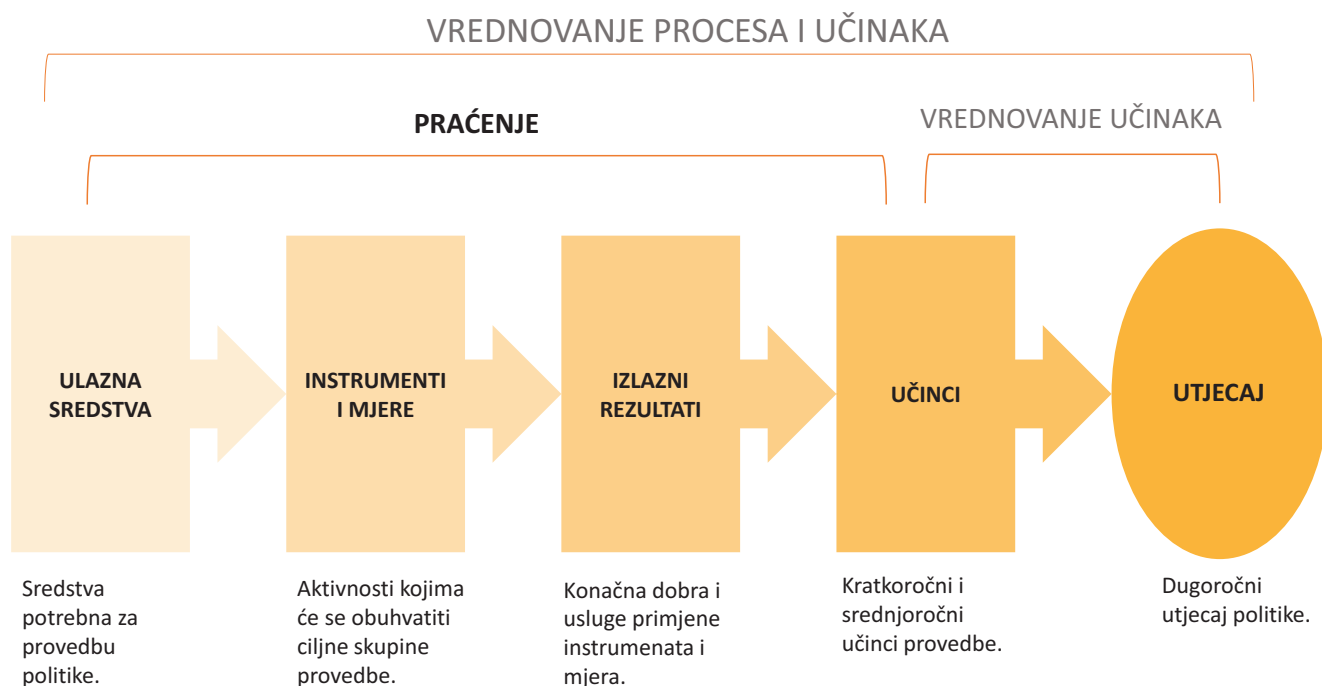 VREDNOVANJE PROCESA I UČINAKA
PRAĆENJE
VREDNOVANJE UČINAKA
ULAZNA
SREDSTVA
INSTRUMENTI
I MJERE
IZLAZNI
REZULTATI
UČINCI
UTJECAJ
Sredstva
potrebna za
provedbu
politike.
Aktivnosti kojima
će se obuhvatiti
ciljne skupine
provedbe.
Konačna dobra i
usluge primjene
instrumenata i
mjera.
Kratkoročni i
srednjoročni
učinci provedbe.
Dugoročni
utjecaj politike.